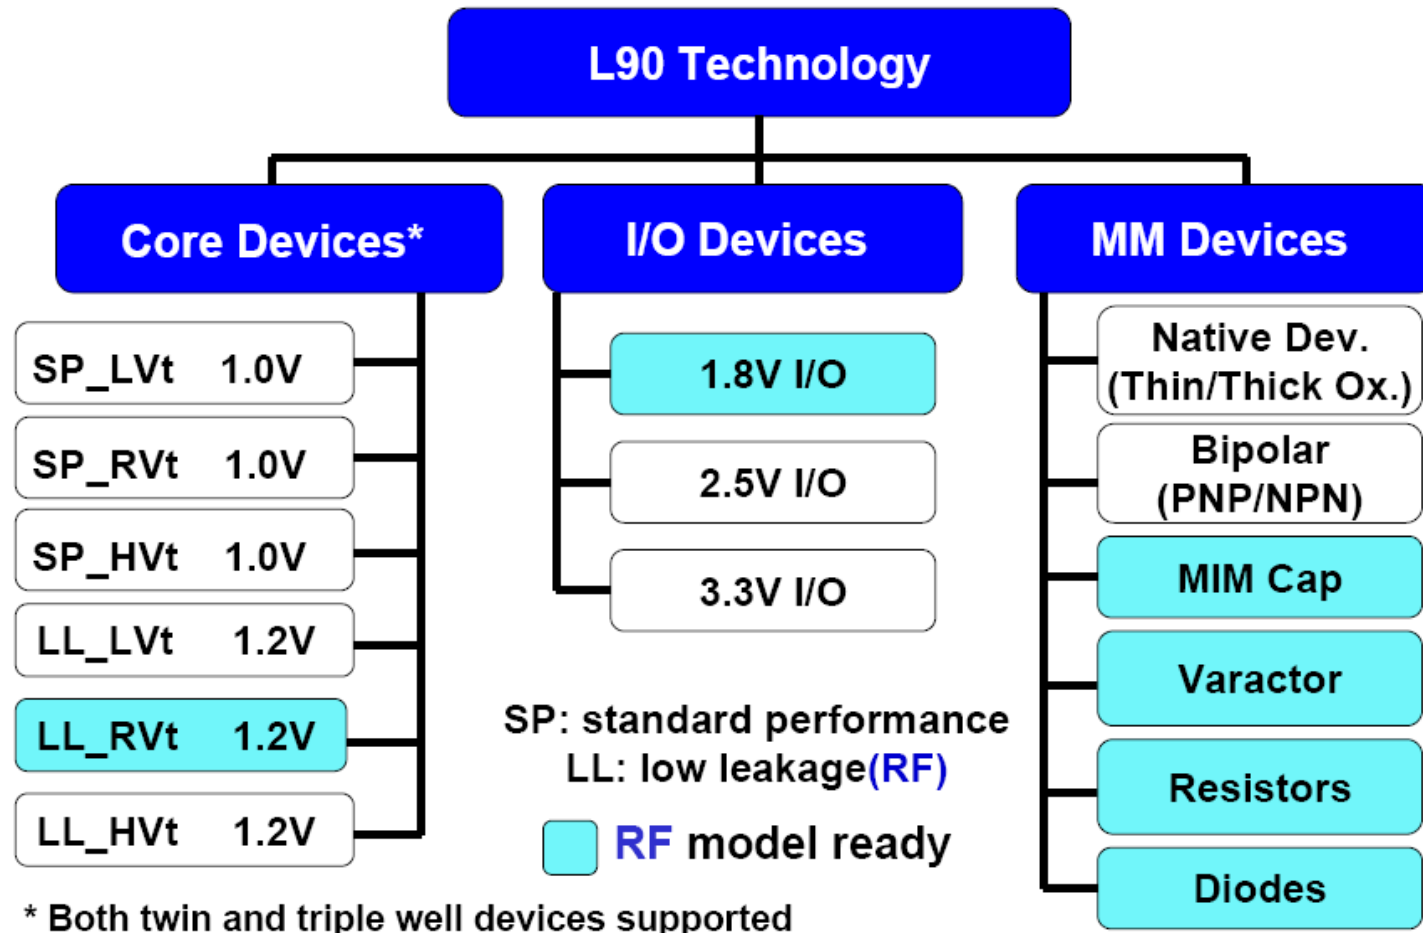 L90 Technology
Core Devices*
SP_LVt 1.0V
SP_RVt 1.0V
SP_HVt 1.0V
LL_LVt 1.2V
LL_RVt 1.2V
LL_HVt 1.2V
I/O Devices
1.8V I/O
2.5V I/O
3.3V I/O
MM Devices
Native Dev.
(Thin/Thick Ox.)
Bipolar
(PNP/NPN)
MIM Cap
Varactor
Resistors
Diodes
SP: standard performance
LL: low leakage(RF)
RF model ready
* Both twin and triple well devices supported